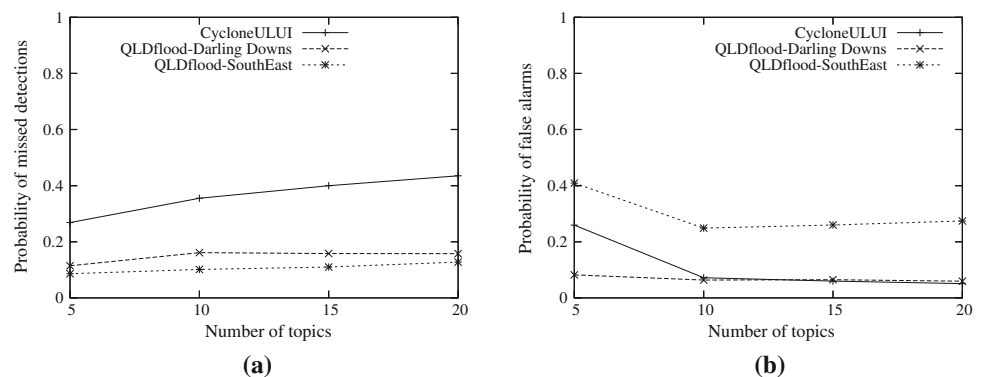 1
0.8
0.6
0.4
0.2
0
5
10
15
20
Probability of missed detections
Number of topics
CycloneULUI
QLDflood-Darling Downs
QLDflood-SouthEast
(a)
1
0.8
0.6
0.4
0.2
0
5
10
15
20
Probability of false alarms
Number of topics
CycloneULUI
QLDflood-Darling Downs
QLDflood-SouthEast
(b)